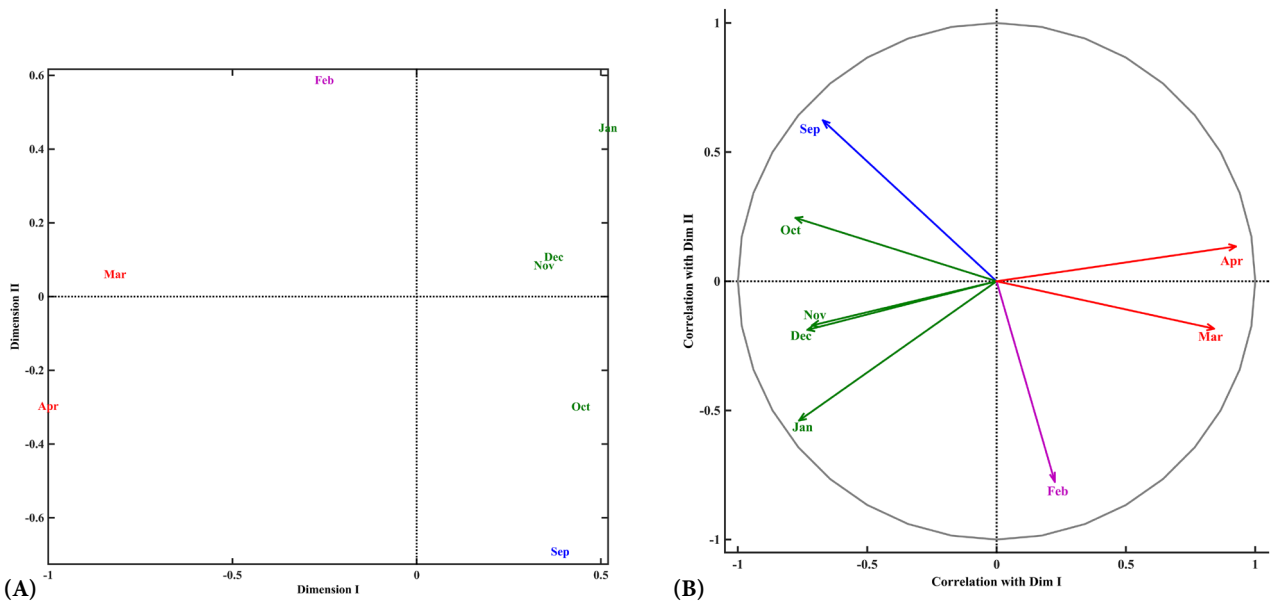 0.6
0.4
0.2
0
-0.2
-0.4
-0.6
Dimension II
Feb
Jan
Dec
Nov
Mar
Apr
Oct
Sep
-1
-0.5
0
0.5
Dimension I
(A)
1
0.5
0
-0.5
-1
Correlation with Dim II
Sep
Oct
Apr
Nov
Dec
Mar
Jan
Feb
-1
-0.5
0
0.5
1
Correlation with Dim I
(B)